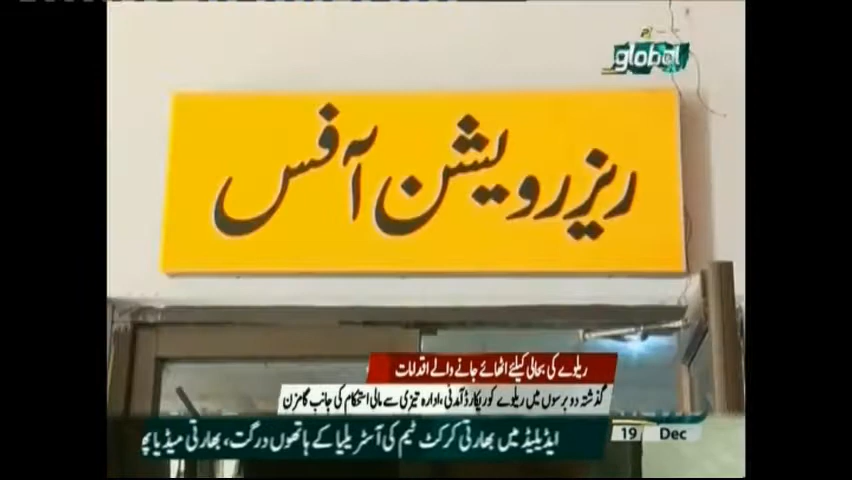 global
ریزرویشن آفس
ریلوے کی بحالی کیلئے اٹھائے جانے والے اقدامات
گذشتہ دو برسوں میں ریلوے کو ریکارڈ آمدنی، ادارہ تیزی سے مالی استحکام کی جانب گامزن
19 Dec
ایڈیلیڈ میں بھارتی کرکٹ ٹیم کی آسٹریلیا کے ہاتھوں درگت، بھارتی میڈیا پھ